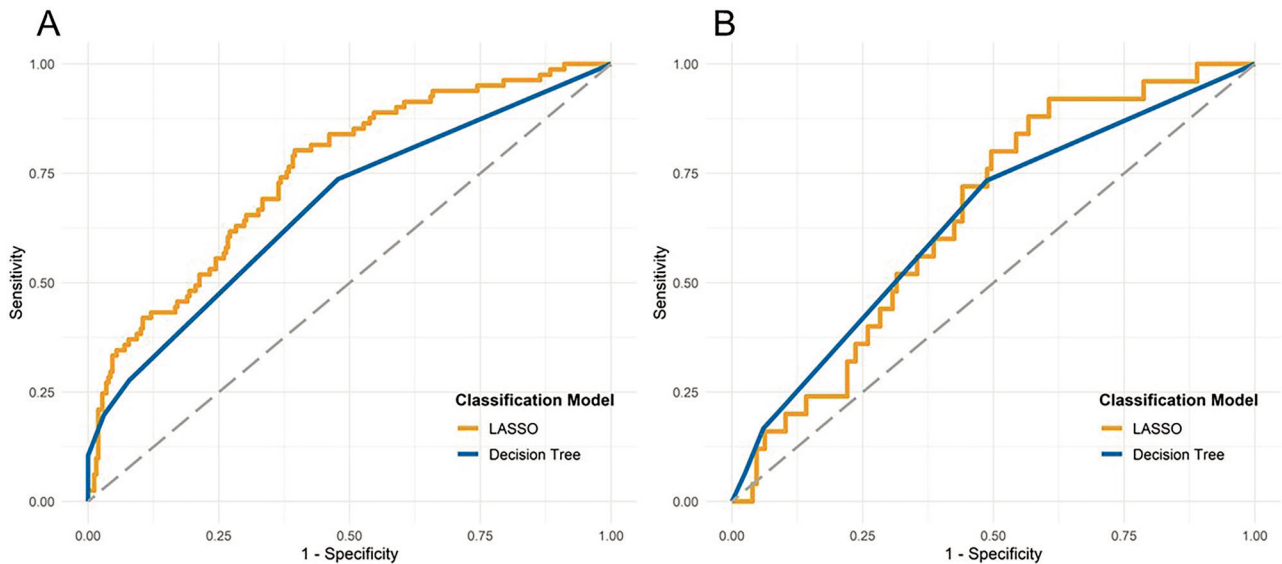 A
1.00
0.75
0.50
0.25
0.00
Sensitivity
Classification Model
LASSO
Decision Tree
0.00 0.25 0.50 0.75 1.00
1 - Specificity
B
1.00
0.75
0.50
0.25
0.00
Sensitivity
Classification Model
LASSO
Decision Tree
0.00 0.25 0.50 0.75 1.00
1 - Specificity